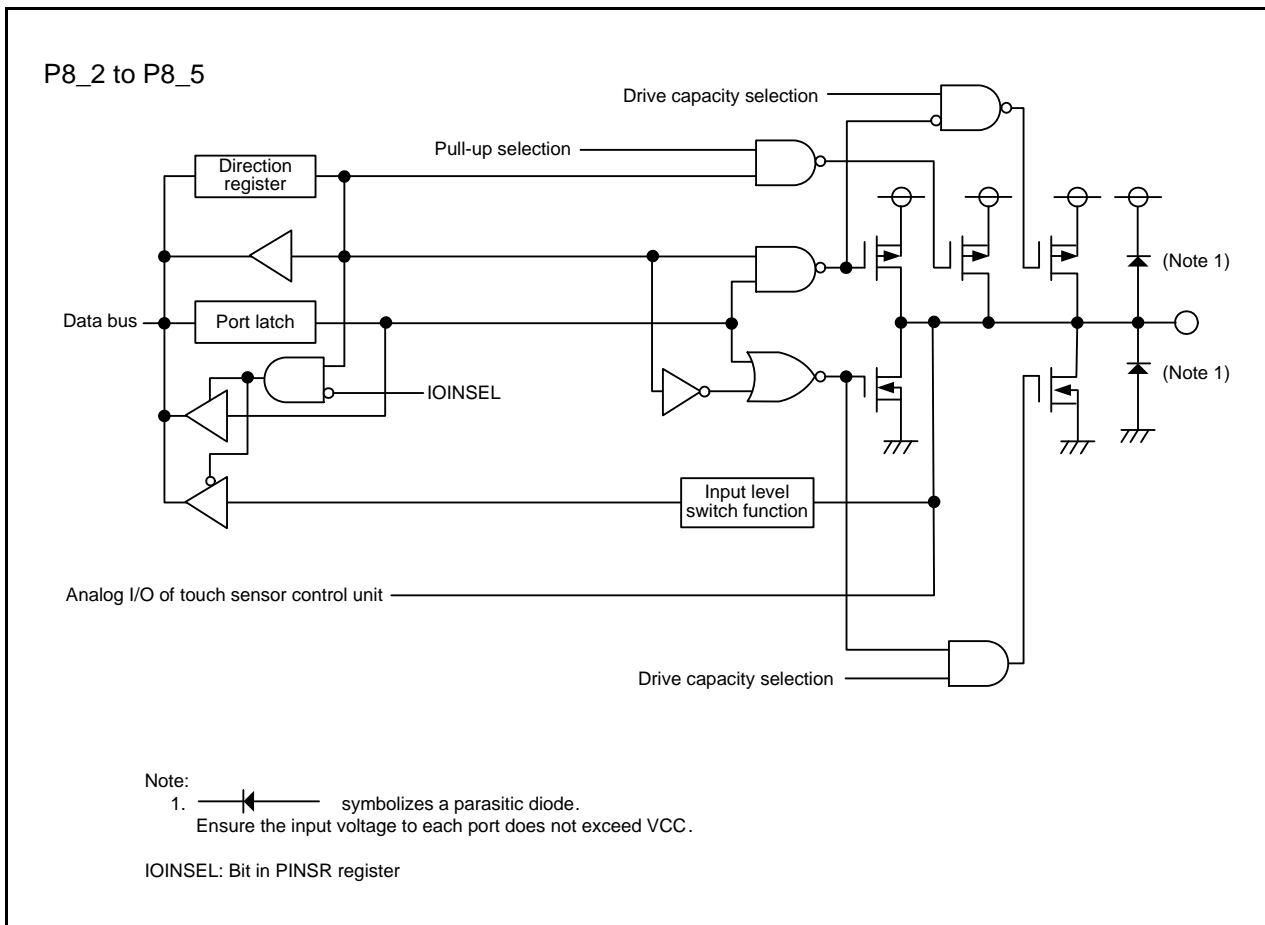 P8_2 to P8_5
Drive capacity selection
Pull-up selection
Direction
register
(Note 1)
Data bus
Port latch
IOINSEL
(Note 1)
Input level
switch function
Analog I/O of touch sensor control unit
Drive capacity selection
Note:
1. symbolizes a parasitic diode.
Ensure the input voltage to each port does not exceed VCC.
IOINSEL: Bit in PINSR register